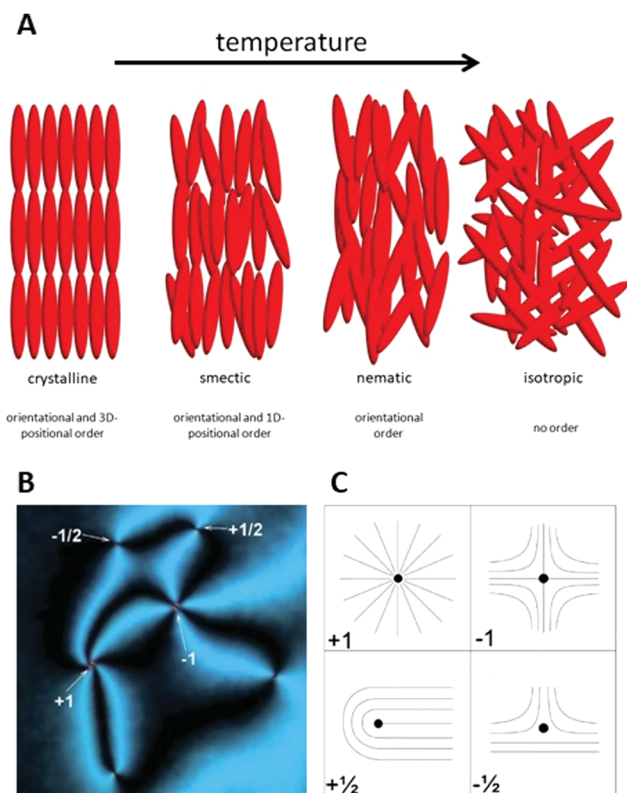 A
temperature
crystalline
smectic
nematic
isotropic
orientational and 3D-
positional order
orientational and 1D-
positional order
orientational
order
no order
B
C
-1/2
+1/2
-1
+1
+1
-1
+½
-½